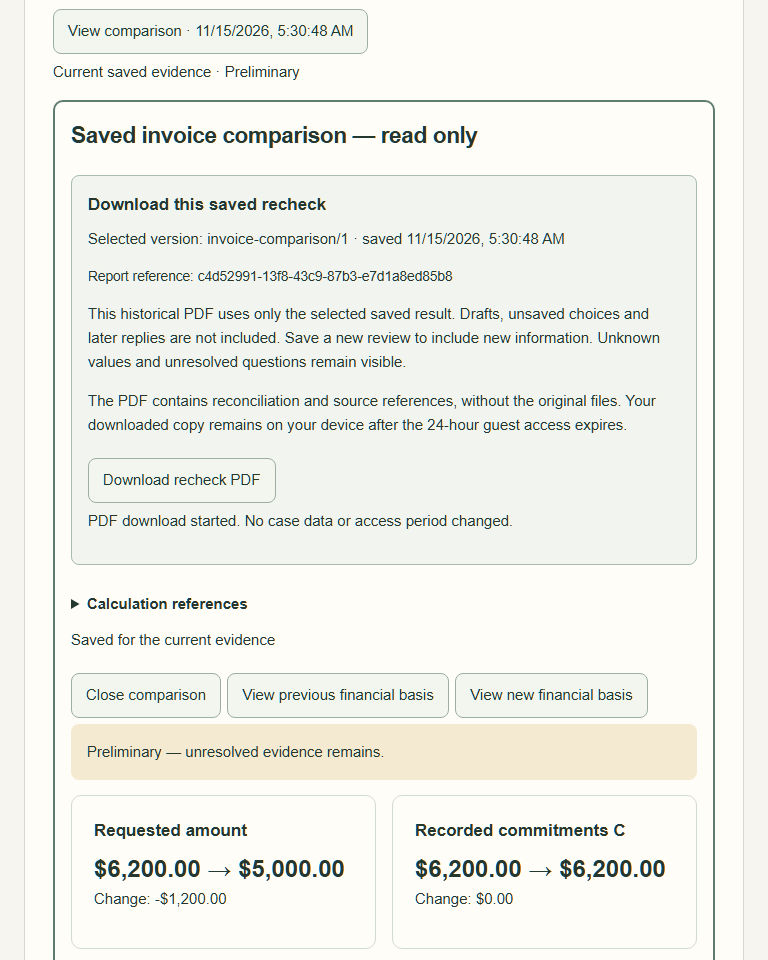 View comparison · 11/15/2026, 5:30:48 AM
Current saved evidence · Preliminary
Saved invoice comparison — read only
Download this saved recheck
Selected version: invoice-comparison/1 · saved 11/15/2026, 5:30:48 AM
Report reference: c4d52991-13f8-43c9-87b3-e7d1a8ed85b8
This historical PDF uses only the selected saved result. Drafts, unsaved choices and
later replies are not included. Save a new review to include new information. Unknown
values and unresolved questions remain visible.
The PDF contains reconciliation and source references, without the original files. Your
downloaded copy remains on your device after the 24-hour guest access expires.
Download recheck PDF
PDF download started. No case data or access period changed.
Calculation references
Saved for the current evidence
Close comparison View previous financial basis View new financial basis
Preliminary — unresolved evidence remains.
Requested amount
$6,200.00 → $5,000.00
Change: -$1,200.00
Recorded commitments C
$6,200.00 → $6,200.00
Change: $0.00